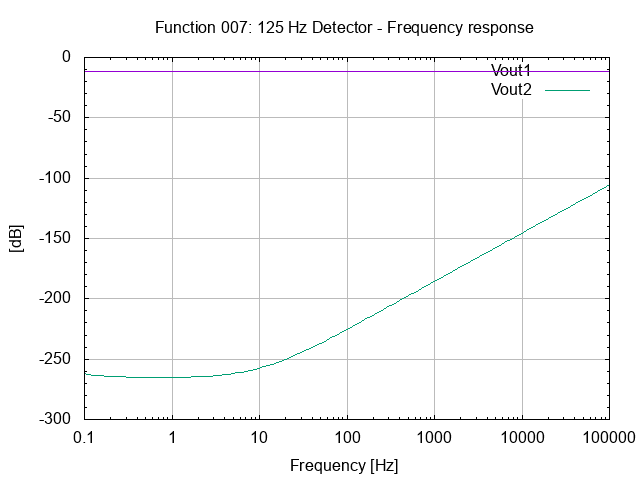 Function 007: 125 Hz Detector - Frequency response
Vout1
Vout2
0
-50
-100
-150
-200
-250
-300
[dB]
0.1 1 10 100 1000 10000 100000
Frequency [Hz]